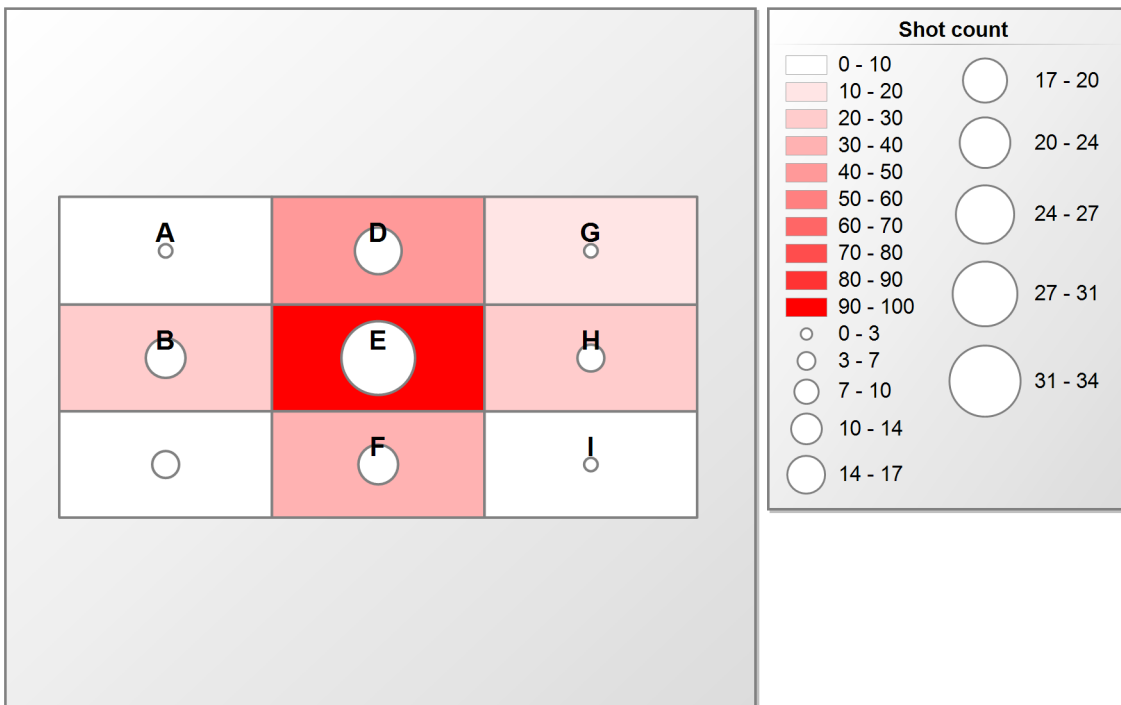 A
D
G
B
E
H
F
I
Shot count
0 - 10
10 - 20
20 - 30
30 - 40
40 - 50
50 - 60
60 - 70
70 - 80
80 - 90
90 - 100
0 - 3
3 - 7
7 - 10
10 - 14
14 - 17
17 - 20
20 - 24
24 - 27
27 - 31
31 - 34